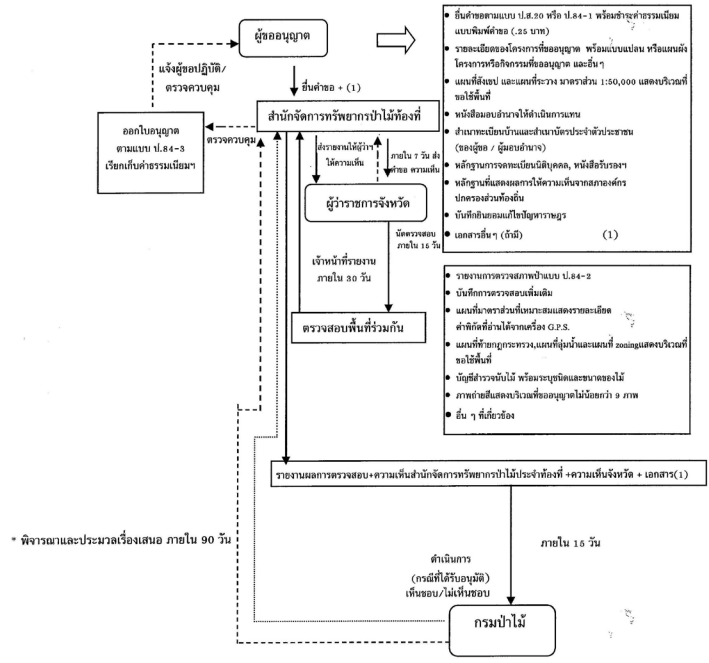 ผู้ขออนุญาต
แจ้งผู้ขอปฏิบัติ/
ตรวจควบคุม
ยื่นคำขอ + (1)
สำนักจัดการทรัพยากรป่าไม้ท้องที่
ออกใบอนุญาต
ตามแบบ ป.84-3
เรียกเก็บค่าธรรมเนียมฯ
ตรวจควบคุม
ส่งรายงานให้ผู้ว่าฯ
ให้ความเห็น
ภายใน 7 วัน ส่ง
คำขอ ความเห็น
ผู้ว่าราชการจังหวัด
นัดตรวจสอบ
ภายใน 15 วัน
เจ้าหน้าที่รายงาน
ภายใน 30 วัน
ตรวจสอบพื้นที่ร่วมกัน
• ยื่นคำขอตามแบบ ป.ส.20 หรือ ป.84-1 พร้อมชำระค่าธรรมเนียม
แบบพิมพ์คำขอ (.25 บาท)
• รายละเอียดของโครงการที่ขออนุญาต พร้อมแบบแปลน หรือแผนผัง
โครงการหรือกิจกรรมที่ขออนุญาต และอื่นๆ
• แผนที่สังเขป และแผนที่ระวาง มาตราส่วน 1:50,000 แสดงบริเวณที่
ขอใช้พื้นที่
• หนังสือมอบอำนาจให้ดำเนินการแทน
• สำเนาทะเบียนบ้านและสำเนาบัตรประจำตัวประชาชน
(ของผู้ขอ / ผู้มอบอำนาจ)
• หลักฐานการจดทะเบียนนิติบุคคล, หนังสือรับรองฯ
• หลักฐานที่แสดงผลการให้ความเห็นจากสภาองค์กร
ปกครองส่วนท้องถิ่น
• บันทึกยินยอมแก้ไขปัญหาราษฎร
• เอกสารอื่นๆ (ถ้ามี) (1)
• รายงานการตรวจสภาพป่าแบบ ป.84-2
• บันทึกการตรวจสอบเพิ่มเติม
• แผนที่มาตราส่วนที่เหมาะสมแสดงรายละเอียด
ค่าพิกัดที่อ่านได้จากเครื่อง G.P.S.
• แผนที่ท้ายกฎกระทรวง,แผนที่ลุ่มน้ำและแผนที่ zoningแสดงบริเวณที่
ขอใช้พื้นที่
• บัญชีสำรวจนับไม้ พร้อมระบุชนิดและขนาดของไม้
• ภาพถ่ายสีแสดงบริเวณที่ขออนุญาตไม่น้อยกว่า 9 ภาพ
• อื่น ๆ ที่เกี่ยวข้อง
รายงานผลการตรวจสอบ+ความเห็นสำนักจัดการทรัพยากรป่าไม้ประจำท้องที่ +ความเห็นจังหวัด + เอกสาร(1)
* พิจารณาและประมวลเรื่องเสนอ ภายใน 90 วัน
ภายใน 15 วัน
ดำเนินการ
(กรณีที่ได้รับอนุมัติ)
เห็นชอบ/ไม่เห็นชอบ
กรมป่าไม้